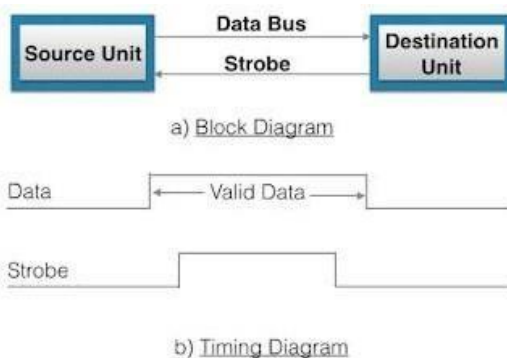 Data Bus
Source Unit
Destination
Unit
Strobe
a) Block Diagram
Data
Valid Data
Strobe
b) Timing Diagram